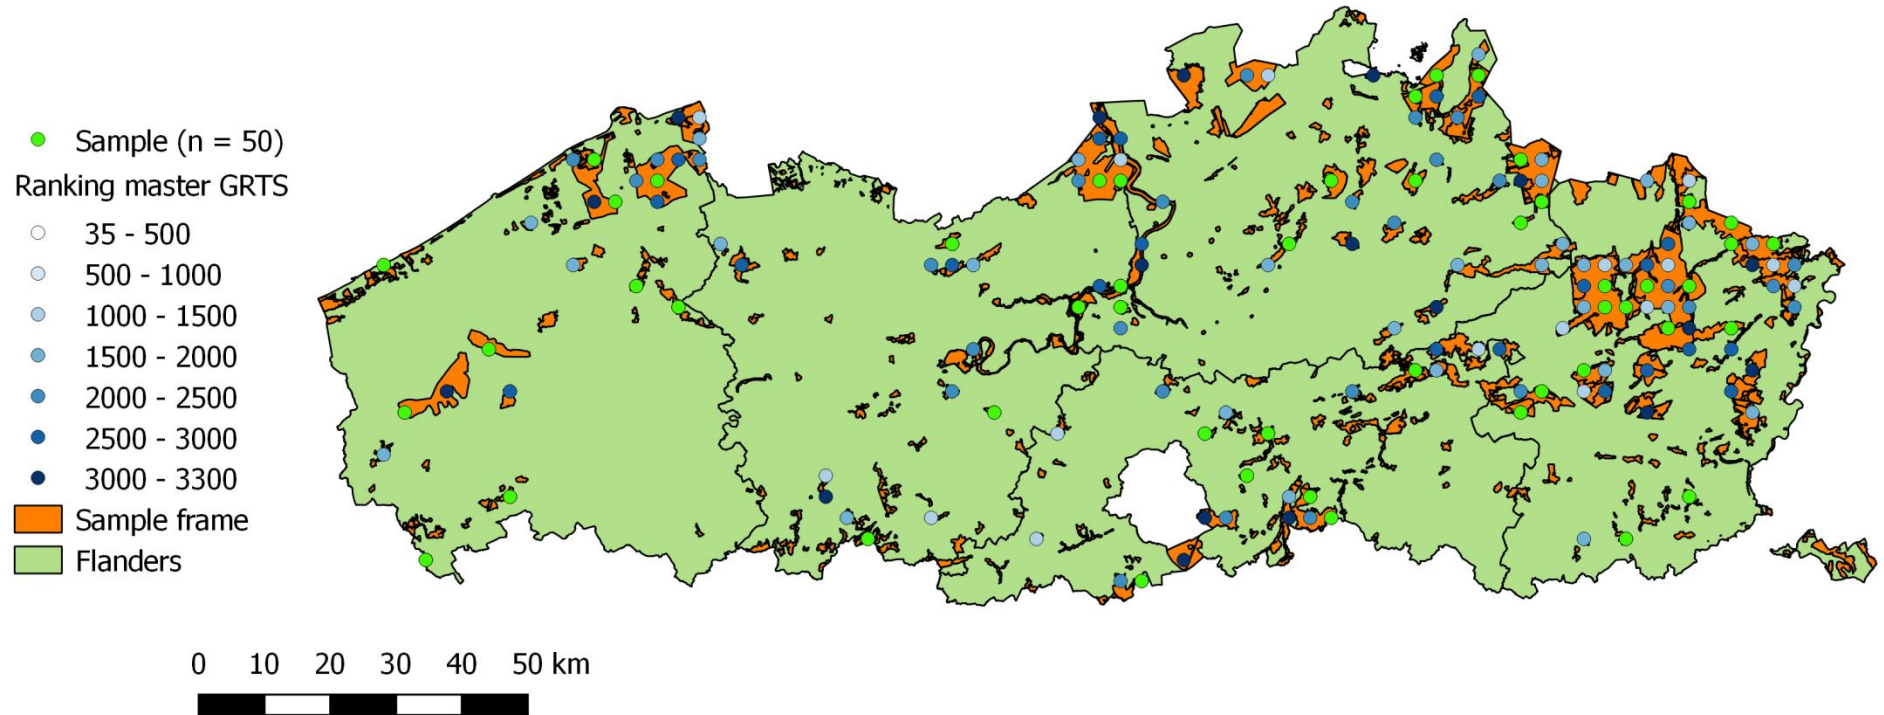 Sample (n = 50)
Ranking master GRTS
35 - 500
500 - 1000
1000 - 1500
1500 - 2000
2000 - 2500
2500 - 3000
3000 - 3300
Sample frame
Flanders
0 10 20 30 40 50 km